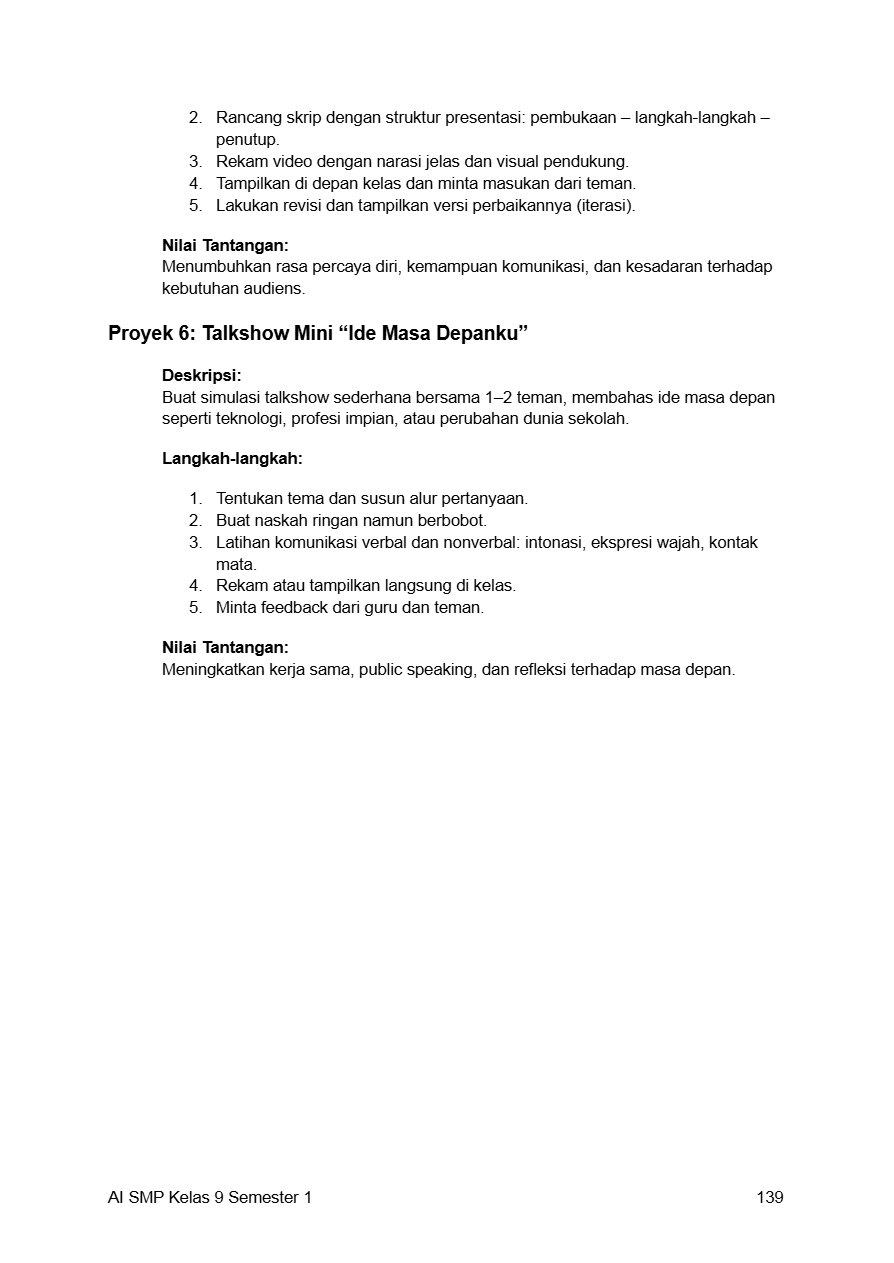 2. Rancang skrip dengan struktur presentasi: pembukaan – langkah-langkah –
penutup.
3. Rekam video dengan narasi jelas dan visual pendukung.
4. Tampilkan di depan kelas dan minta masukan dari teman.
5. Lakukan revisi dan tampilkan versi perbaikannya (iterasi).
Nilai Tantangan:
Menumbuhkan rasa percaya diri, kemampuan komunikasi, dan kesadaran terhadap
kebutuhan audiens.
Proyek 6: Talkshow Mini “Ide Masa Depanku”
Deskripsi:
Buat simulasi talkshow sederhana bersama 1–2 teman, membahas ide masa depan
seperti teknologi, profesi impian, atau perubahan dunia sekolah.
Langkah-langkah:
1. Tentukan tema dan susun alur pertanyaan.
2. Buat naskah ringan namun berbobot.
3. Latihan komunikasi verbal dan nonverbal: intonasi, ekspresi wajah, kontak
mata.
4. Rekam atau tampilkan langsung di kelas.
5. Minta feedback dari guru dan teman.
Nilai Tantangan:
Meningkatkan kerja sama, public speaking, dan refleksi terhadap masa depan.
AI SMP Kelas 9 Semester 1 139